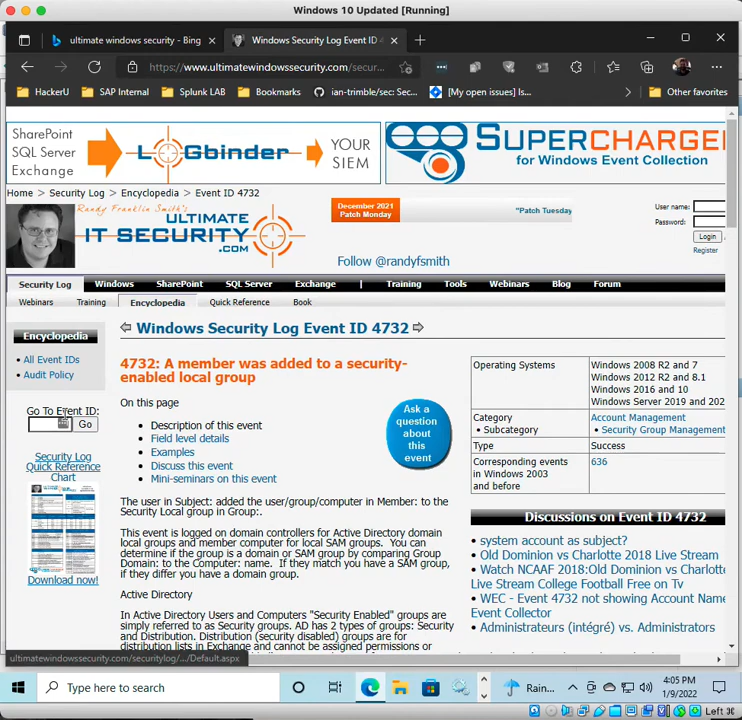 Windows 10 Updated [Running]
ultimate windows security - Bing
Windows Security Log Event ID 4
https://www.ultimatewindowssecurity.com/secur...
HackerU
SAP Internal
Splunk LAB
Bookmarks
ian-trimble/sec: Sec...
[My open issues] Is...
Other favorites
SharePoint
SQL Server
Exchange
LOGbinder
YOUR
SIEM
SUPERCHARGER
for Windows Event Collection
Home > Security Log > Encyclopedia > Event ID 4732
Randy Franklin Smith's
ULTIMATE
IT SECURITY
.COM
December 2021
Patch Monday
"Patch Tuesday
User name:
Password:
Login
Register
Follow @randyfsmith
Security Log
Windows
SharePoint
SQL Server
Exchange
|
Training
Tools
Webinars
Blog
Forum
Webinars
Training
Encyclopedia
Quick Reference
Book
Encyclopedia
• All Event IDs
• Audit Policy
Go To Event ID:
Go
Security Log
Quick Reference
Chart
Download now!
Windows Security Log Event ID 4732
4732: A member was added to a security-
enabled local group
On this page
• Description of this event
• Field level details
• Examples
• Discuss this event
• Mini-seminars on this event
Ask a
question
about
this
event
The user in Subject: added the user/group/computer in Member: to the
Security Local group in Group:.
This event is logged on domain controllers for Active Directory domain
local groups and member computer for local SAM groups. You can
determine if the group is a domain or SAM group by comparing Group
Domain: to the Computer: name. If they match you have a SAM group,
if they differ you have a domain group.
Active Directory
In Active Directory Users and Computers "Security Enabled" groups are
simply referred to as Security groups. AD has 2 types of groups: Security
and Distribution. Distribution (security disabled) groups are for
distribution lists in Exchange and cannot be assigned permissions or
Operating Systems
Windows 2008 R2 and 7
Windows 2012 R2 and 8.1
Windows 2016 and 10
Windows Server 2019 and 202
Category
• Subcategory
Account Management
• Security Group Management
Type
Success
Corresponding events
in Windows 2003
and before
636
Discussions on Event ID 4732
• system account as subject?
• Old Dominion vs Charlotte 2018 Live Stream
• Watch NCAAF 2018:Old Dominion vs Charlotte
Live Stream College Football Free on Tv
• WEC - Event 4732 not showing Account Name
Event Collector
• Administrateurs (intégré) vs. Administrators
ultimatewindowssecurity.com/securitylog/.../Default.aspx
Type here to search
Rain...
4:05 PM
1/9/2022
Left ⌘